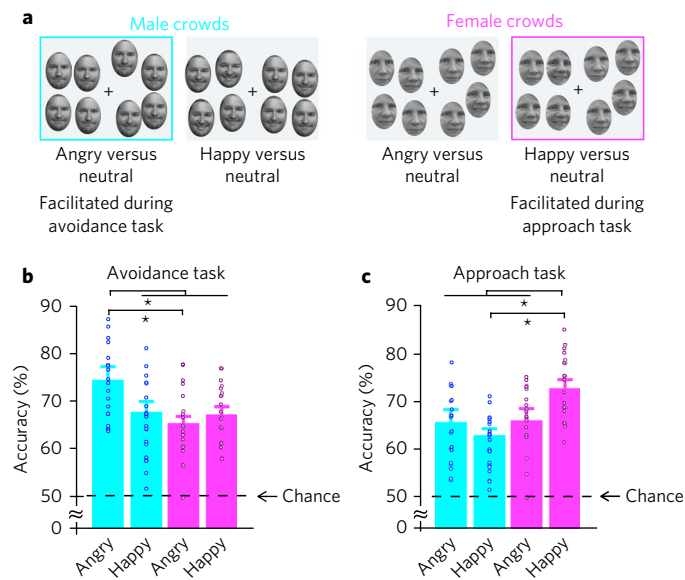 a
Male crowds
Female crowds
+
+
+
+
Angry versus
neutral
Happy versus
neutral
Angry versus
neutral
Happy versus
neutral
Facilitated during
avoidance task
Facilitated during
approach task
b
Avoidance task
Accuracy (%)
90
80
70
60
50
0
*
*
Chance
Angry
Happy
Angry
Happy
c
Approach task
Accuracy (%)
90
80
70
60
50
0
*
*
Chance
Angry
Happy
Angry
Happy